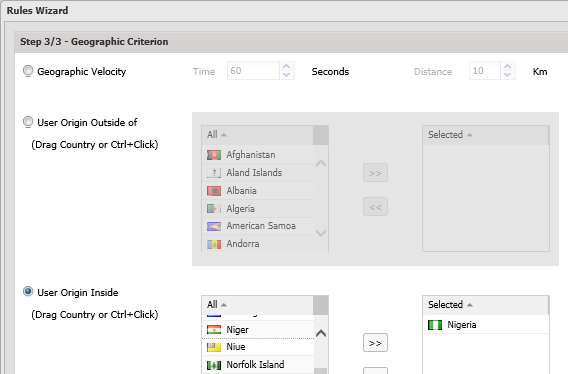 Rules Wizard
Step 3/3 - Geographic Criterion
Geographic Velocity Time 60 Seconds Distance 10 Km
User Origin Outside of
(Drag Country or Ctrl+Click)
All
Afghanistan
Aland Islands
Albania
Algeria
American Samoa
Andorra
>>
<<
Selected
User Origin Inside
(Drag Country or Ctrl+Click)
All
Niger
Niue
Norfolk Island
>>
Selected
Nigeria